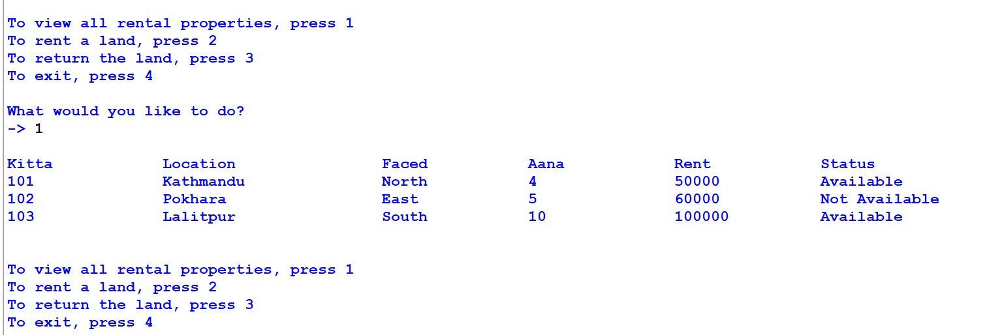 To view all rental properties, press 1
To rent a land, press 2
To return the land, press 3
To exit, press 4
What would you like to do?
-> 1
Kitta Location Faced Aana Rent Status
101 Kathmandu North 4 50000 Available
102 Pokhara East 5 60000 Not Available
103 Lalitpur South 10 100000 Available
To view all rental properties, press 1
To rent a land, press 2
To return the land, press 3
To exit, press 4